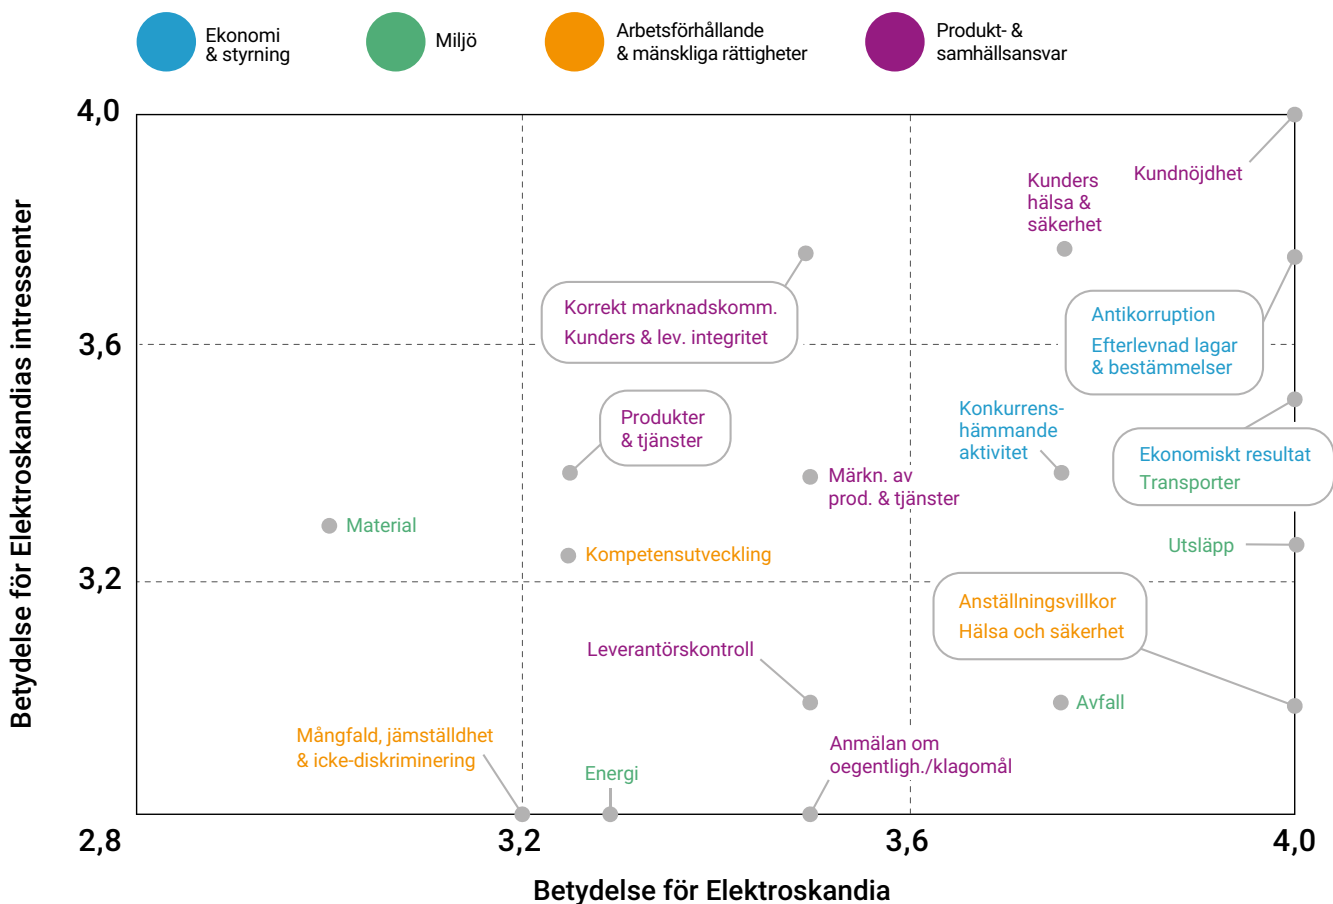 Ekonomi
& styrning
Miljö
Arbetsförhållande
& mänskliga rättigheter
Produkt- &
samhällsansvar
Betydelse för Elektroskandias intressenter
4,0
3,6
3,2
2,8
Kundnöjdhet
Kunders
hälsa &
säkerhet
Korrekt marknadskomm.
Kunders & lev. integritet
Antikorruption
Efterlevnad lagar
& bestämmelser
Produkter
& tjänster
Konkurrens-
hämmande
aktivitet
Ekonomiskt resultat
Transporter
Märkn. av
prod. & tjänster
Material
Kompetensutveckling
Utsläpp
Anställningsvillkor
Hälsa och säkerhet
Leverantörskontroll
Avfall
Mångfald, jämställdhet
& icke-diskriminering
Energi
Anmälan om
oegentligh./klagomål
3,2
3,6
4,0
Betydelse för Elektroskandia